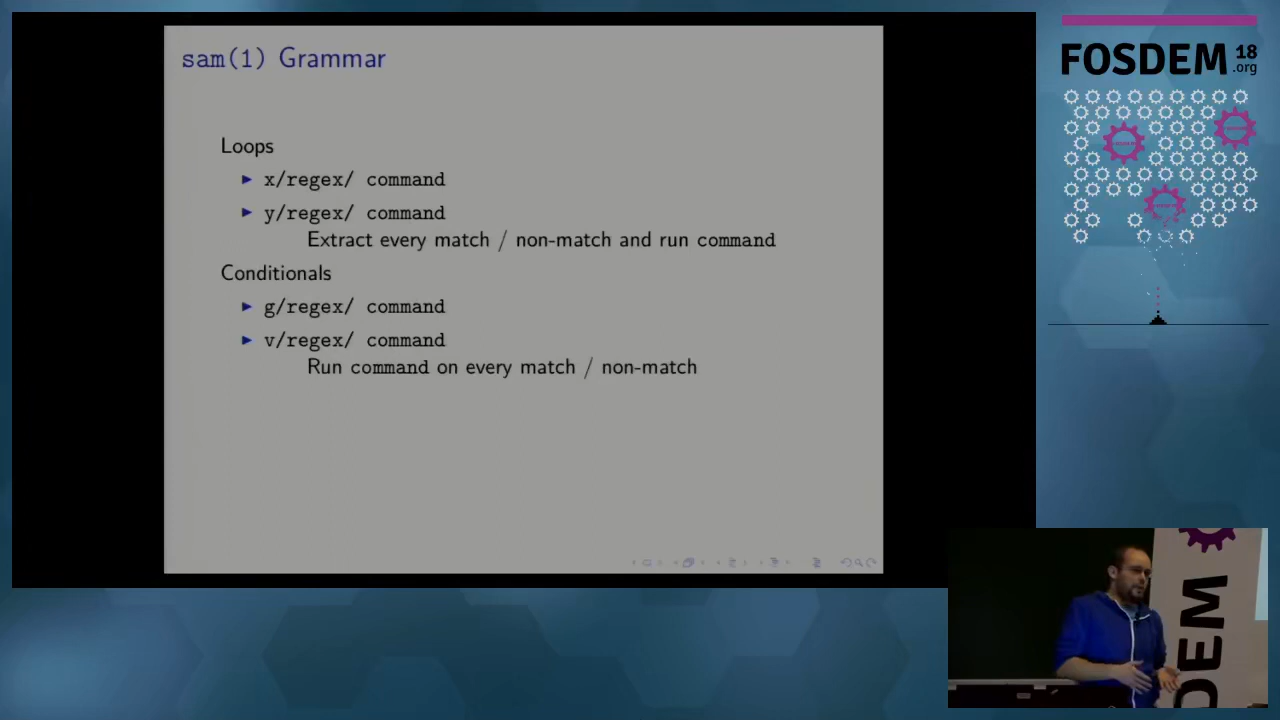 sam(1) Grammar
Loops
x/regex/ command
y/regex/ command
Extract every match / non-match and run command
Conditionals
g/regex/ command
v/regex/ command
Run command on every match / non-match
FOSDEM 18
.org
DEM